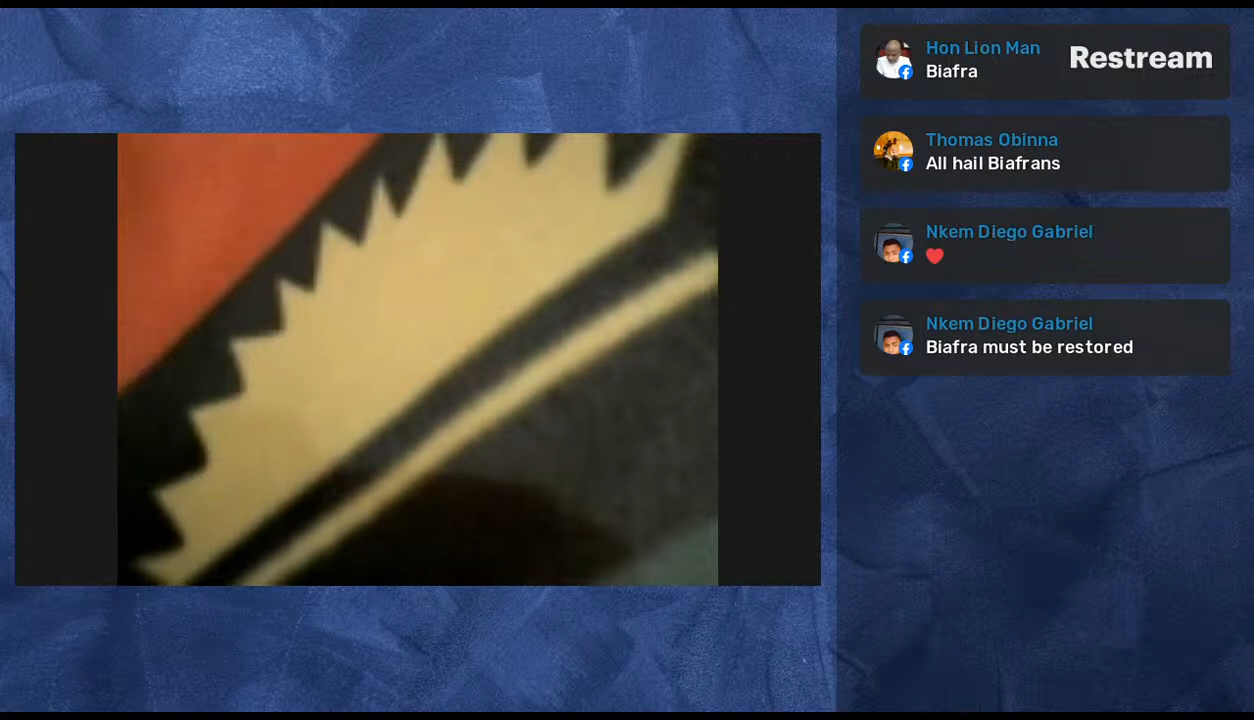 Hon Lion Man
Restream
Biafra
Thomas Obinna
All hail Biafrans
Nkem Diego Gabriel
❤️
Nkem Diego Gabriel
Biafra must be restored